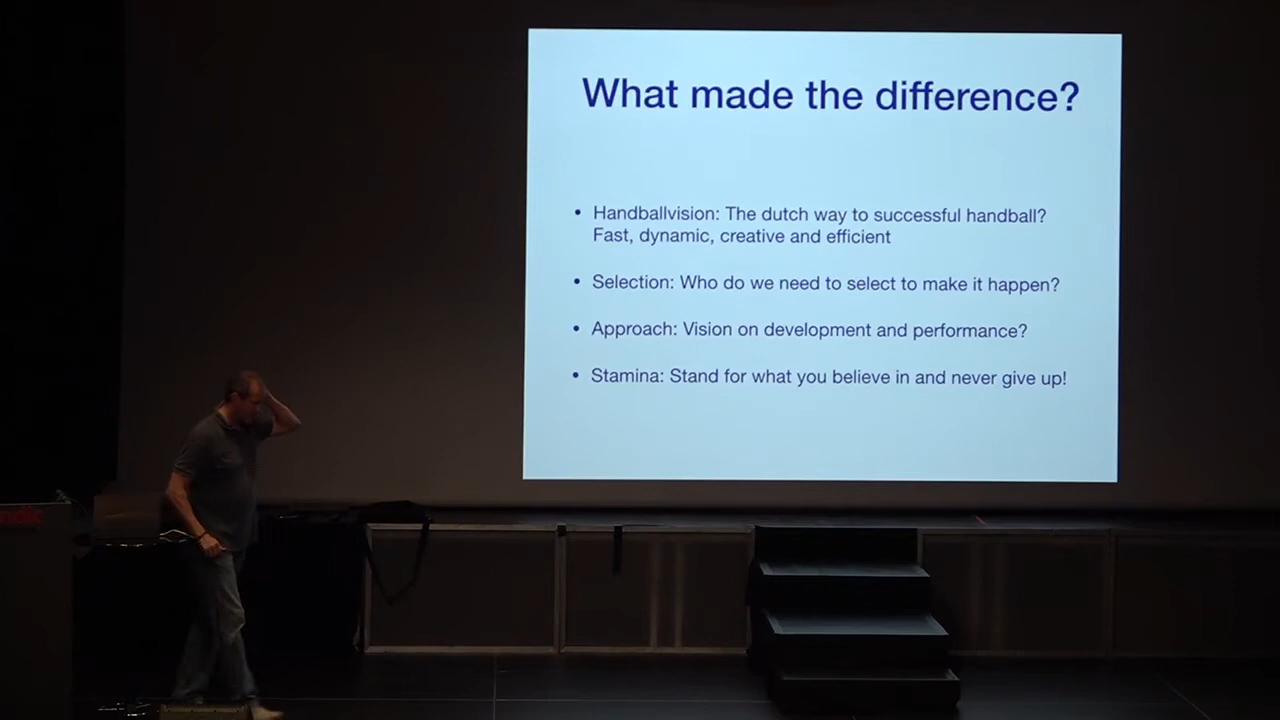 What made the difference?
• Handballvision: The dutch way to successful handball?
Fast, dynamic, creative and efficient
• Selection: Who do we need to select to make it happen?
• Approach: Vision on development and performance?
• Stamina: Stand for what you believe in and never give up!